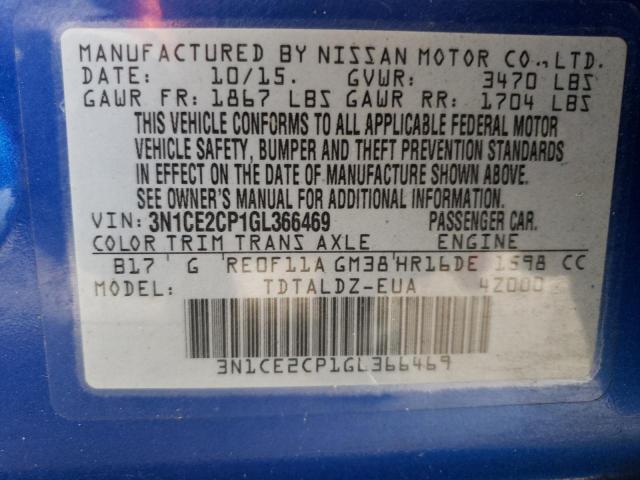 MANUFACTURED BY NISSAN MOTOR CO., LTD.
DATE: 10/15. GVWR: 3470 LBS
GAWR FR: 1867 LBS GAWR RR: 1704 LBS
THIS VEHICLE CONFORMS TO ALL APPLICABLE FEDERAL MOTOR
VEHICLE SAFETY, BUMPER AND THEFT PREVENTION STANDARDS
IN EFFECT ON THE DATE OF MANUFACTURE SHOWN ABOVE.
SEE OWNER'S MANUAL FOR ADDITIONAL INFORMATION.
VIN: 3N1CE2CP1GL366469 PASSENGER CAR.
COLOR TRIM TRANS AXLE ENGINE
B17 G RE0F11A GM38 HR16DE 1598 CC
MODEL: TDTALDZ-EUA 4Z000
3N1CE2CP1GL366469